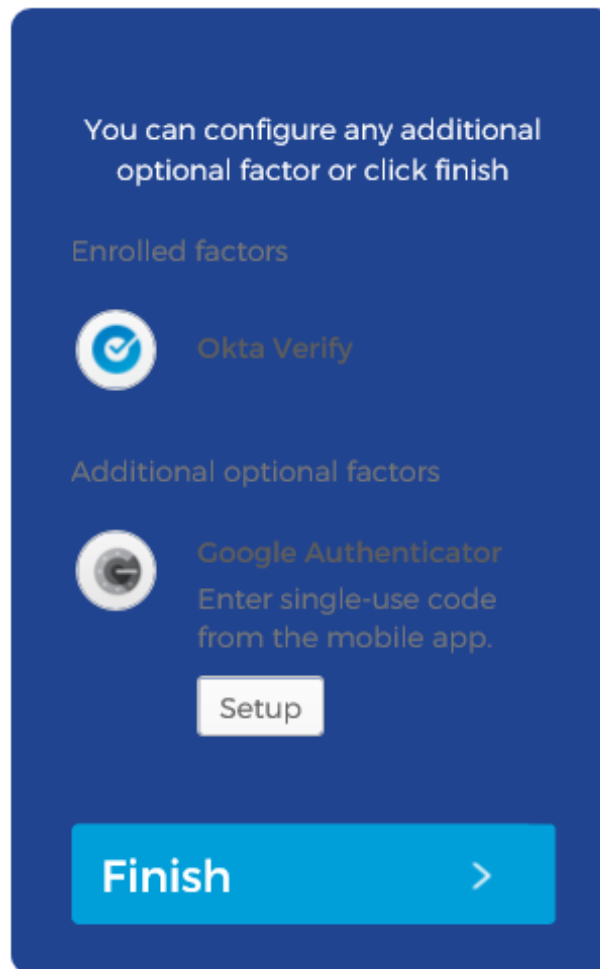 You can configure any additional
optional factor or click finish
Enrolled factors
Okta Verify
Additional optional factors
Google Authenticator
Enter single-use code
from the mobile app.
Setup
Finish